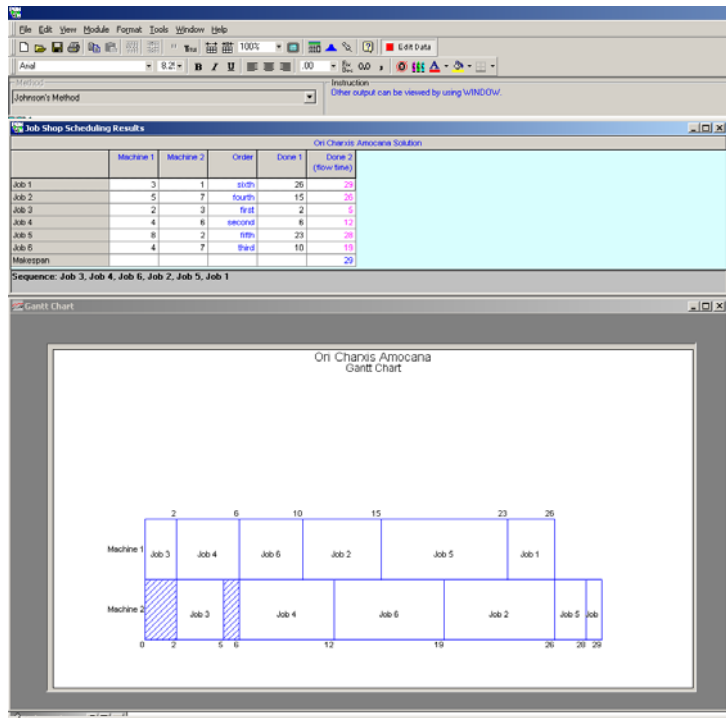 File Edit View Module Format Tools Window Help
100% Edit Data
Arial 8.2 B I U .00 0.0 ,
Method
Instruction
Johnson's Method
Other output can be viewed by using WINDOW.
Job Shop Scheduling Results
Ori Charxis Amocana Solution
Machine 1 Machine 2 Order Done 1 Done 2 (flow time)
Job 1 3 1 sixth 26 29
Job 2 5 7 fourth 15 26
Job 3 2 3 first 2 5
Job 4 4 6 second 6 12
Job 5 8 2 fifth 23 28
Job 6 4 7 third 10 19
Makespan 29
Sequence: Job 3, Job 4, Job 6, Job 2, Job 5, Job 1
Gantt Chart
Ori Charxis Amocana
Gantt Chart
2 6 10 15 23 26
Machine 1 Job 3 Job 4 Job 6 Job 2 Job 5 Job 1
Machine 2 Job 3 Job 4 Job 6 Job 2 Job 5 Job
0 2 5 6 12 19 26 28 29